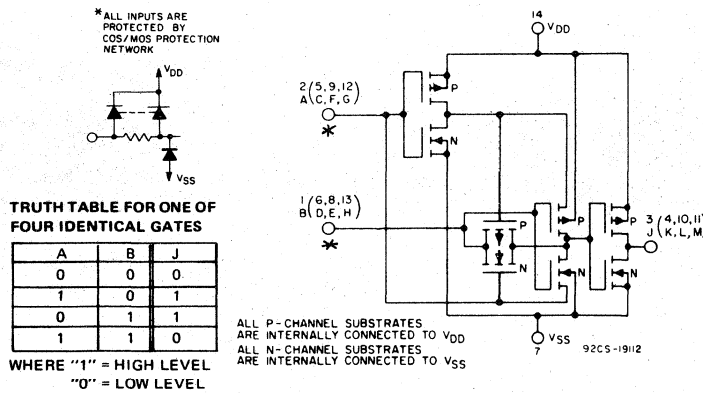 *ALL INPUTS ARE
PROTECTED BY
COS/MOS PROTECTION
NETWORK
VDD
VSS
TRUTH TABLE FOR ONE OF
FOUR IDENTICAL GATES
A B J
0 0 0
1 0 1
0 1 1
1 1 0
WHERE "1" = HIGH LEVEL
"0" = LOW LEVEL
14
VDD
2(5,9,12)
A(C,F,G)
*
P
N
1(6,8,13)
B(D,E,H)
*
P
N
P
N
P
N
3(4,10,11)
J(K,L,M)
VSS
7
92CS-19112
ALL P-CHANNEL SUBSTRATES
ARE INTERNALLY CONNECTED TO VDD
ALL N-CHANNEL SUBSTRATES
ARE INTERNALLY CONNECTED TO VSS